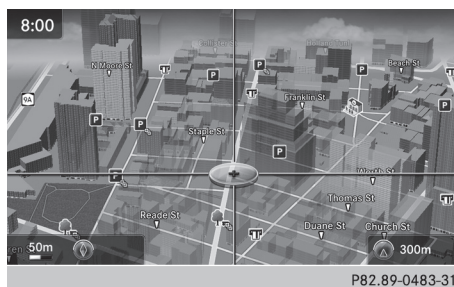 8:00
N Moore St
Beach St
9A
P
P
P
P
Franklin St
P
P
Staple St
P
P
Worth St
Thomas St
Reade St
Duane St
Church St
50m
300m
P82.89-0483-31